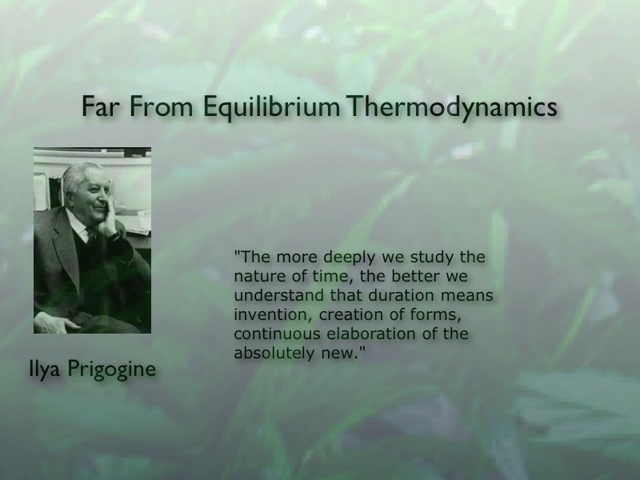 Far From Equilibrium Thermodynamics
"The more deeply we study the
nature of time, the better we
understand that duration means
invention, creation of forms,
continuous elaboration of the
absolutely new."
Ilya Prigogine